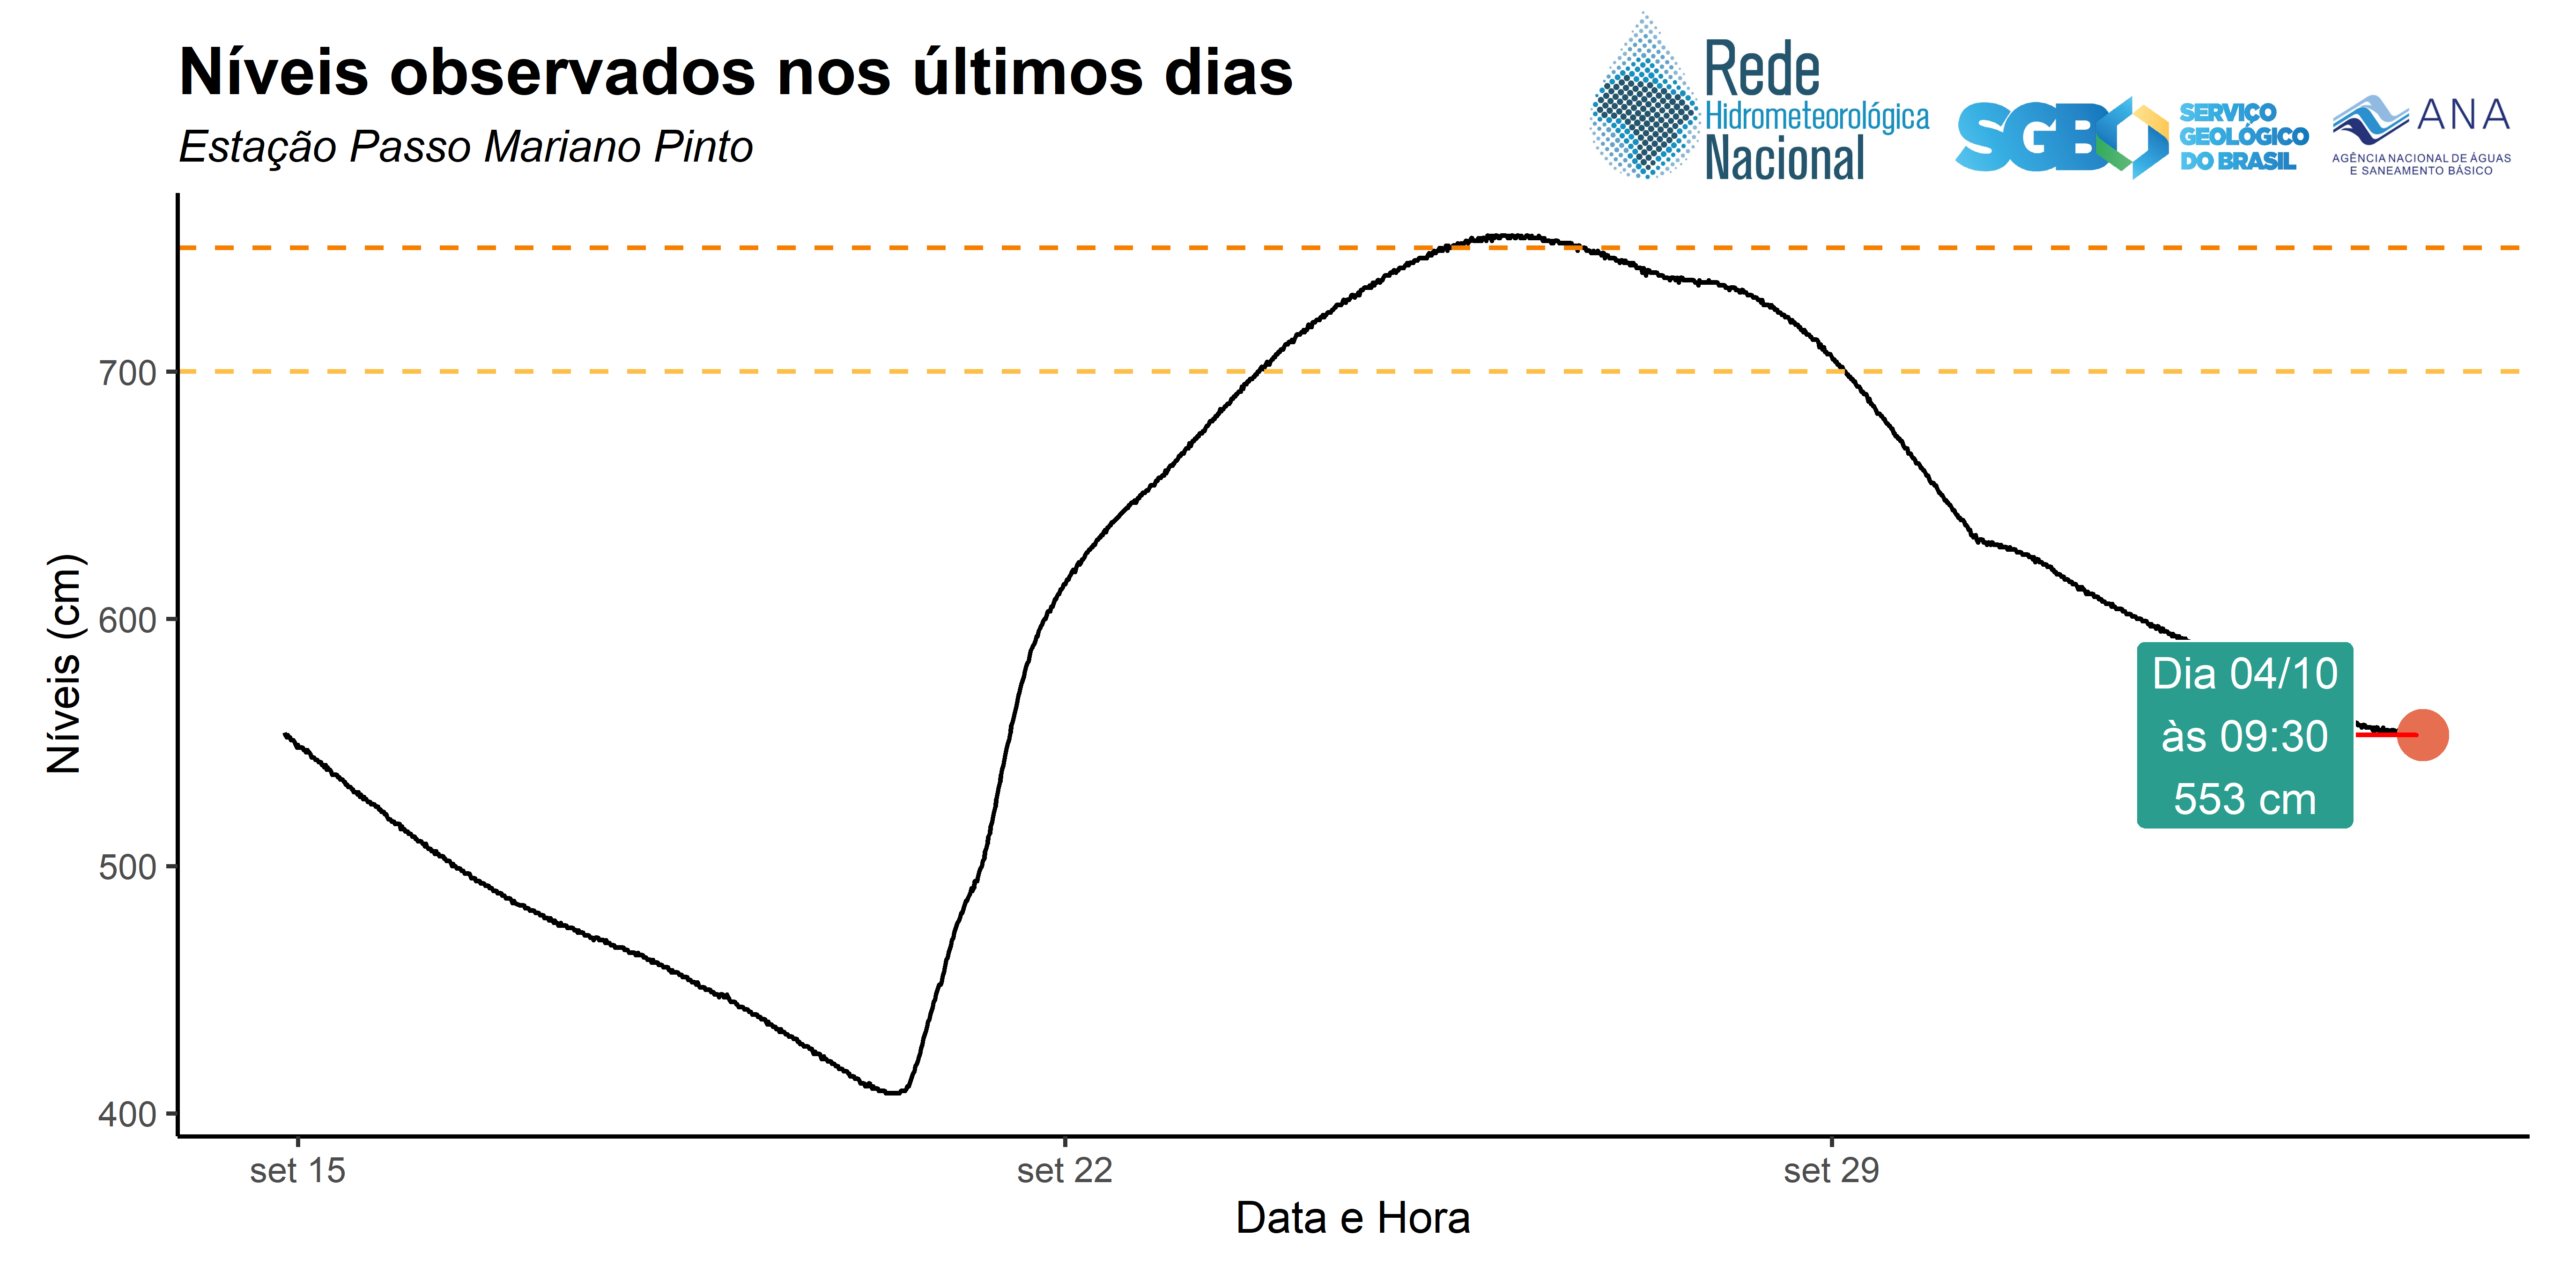 Níveis observados nos últimos dias
Estação Passo Mariano Pinto
Rede
Hidrometeorológica
Nacional
SGB
SERVIÇO
GEOLÓGICO
DO BRASIL
ANA
AGÊNCIA NACIONAL DE ÁGUAS
E SANEAMENTO BÁSICO
Níveis (cm)
700
600
500
400
Dia 04/10
às 09:30
553 cm
set 15
set 22
set 29
Data e Hora